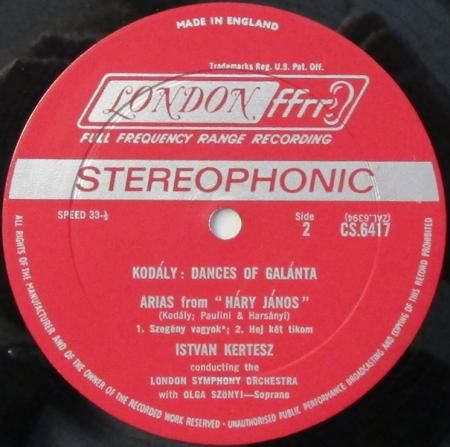 MADE IN ENGLAND
Trademarks Reg. U.S. Pat. Off.
LONDON ffrr
FULL FREQUENCY RANGE RECORDING
STEREOPHONIC
SPEED 33-⅓
Side
2
(ZAL.6394)
CS.6417
KODÁLY: DANCES OF GALÁNTA
ARIAS from "HÁRY JÁNOS"
(Kodály; Paulini & Harsányi)
1. Szegény vagyok*; 2. Hej két tikom
ISTVAN KERTESZ
conducting the
LONDON SYMPHONY ORCHESTRA
with OLGA SZÖNYI—Soprano
ALL RIGHTS OF THE MANUFACTURER AND OF THE OWNER OF THE RECORDED WORK RESERVED · UNAUTHORISED PUBLIC PERFORMANCE BROADCASTING AND COPYING OF THIS RECORD PROHIBITED